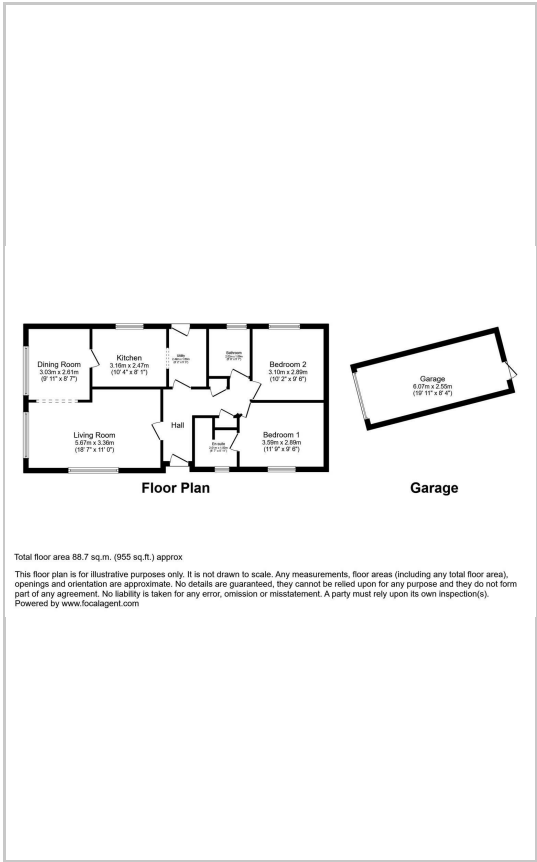 Dining Room
3.03m x 2.61m
(9' 11" x 8' 7")
Kitchen
3.16m x 2.47m
(10' 4" x 8' 1")
Utility
Bathroom
Bedroom 2
3.10m x 2.89m
(10' 2" x 9' 6")
Living Room
5.67m x 3.36m
(18' 7" x 11' 0")
Hall
En-suite
Bedroom 1
3.59m x 2.89m
(11' 9" x 9' 6")
Garage
6.07m x 2.55m
(19' 11" x 8' 4")
Floor Plan
Garage
Total floor area 88.7 sq.m. (955 sq.ft.) approx
This floor plan is for illustrative purposes only. It is not drawn to scale. Any measurements, floor areas (including any total floor area),
openings and orientation are approximate. No details are guaranteed, they cannot be relied upon for any purpose and they do not form
part of any agreement. No liability is taken for any error, omission or misstatement. A party must rely upon its own inspection(s).
Powered by www.focalagent.com